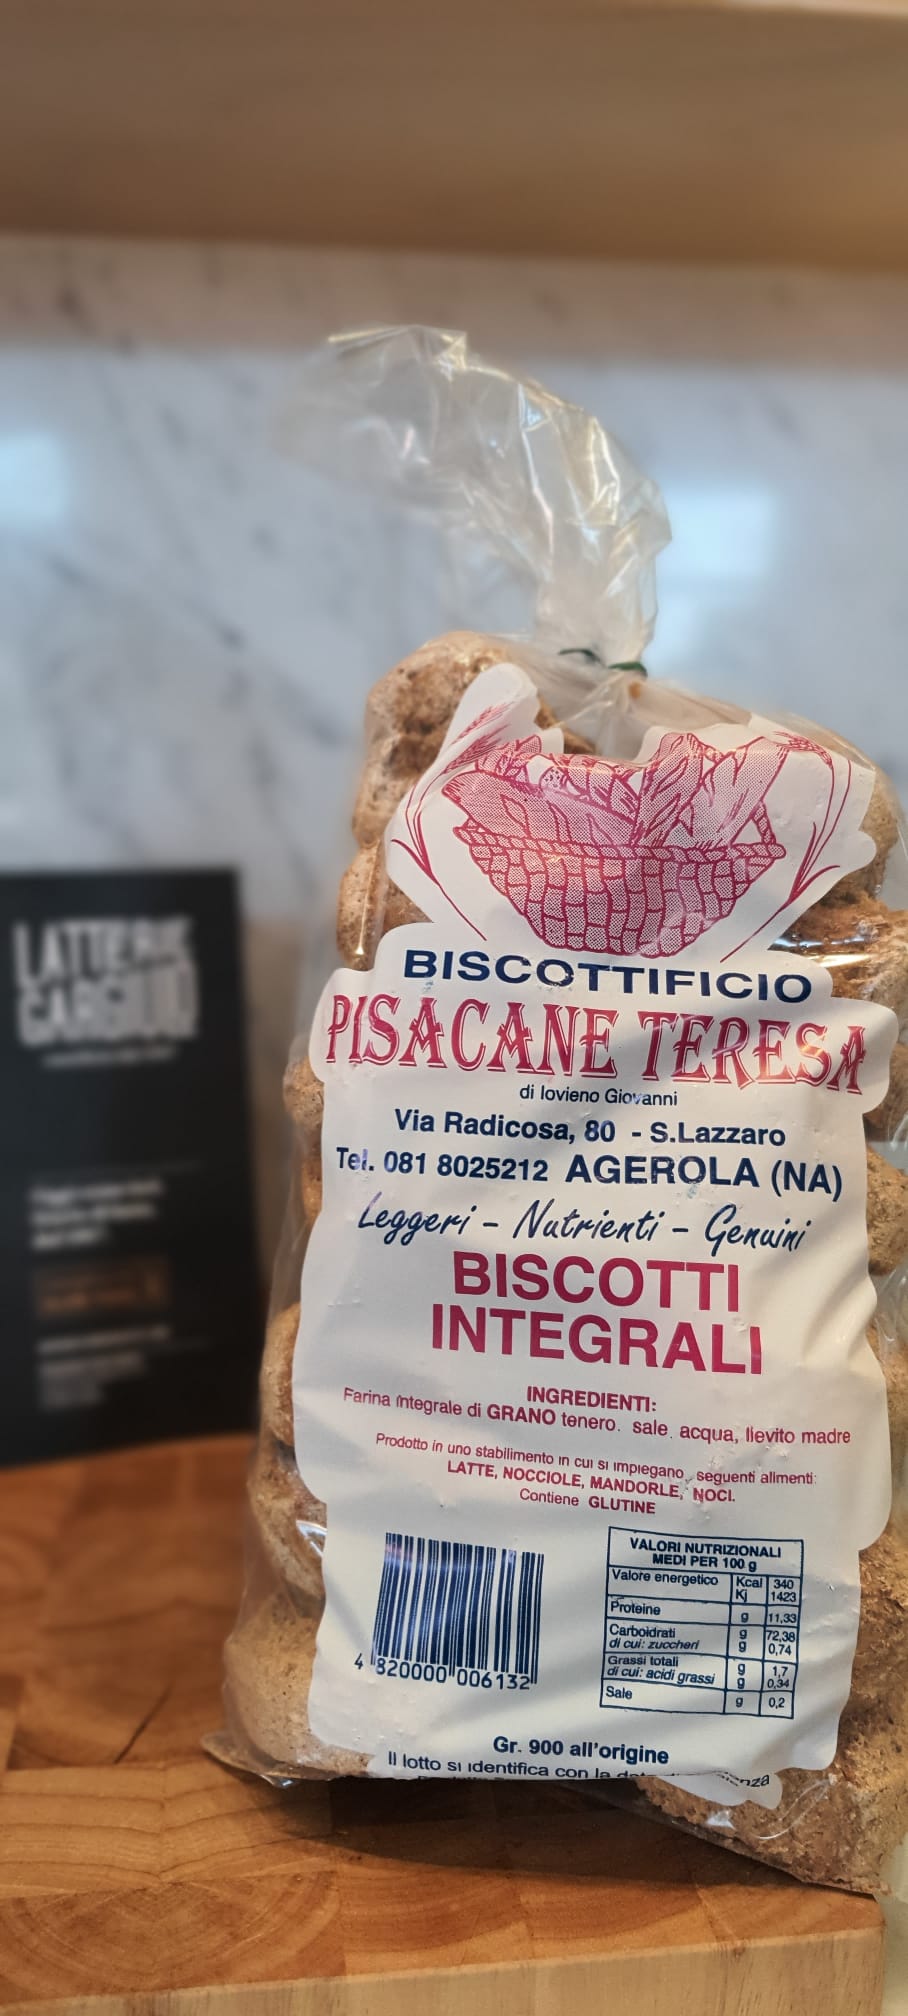 LATTERIE
GARGIULO
BISCOTTIFICIO
PISACANE TERESA
di Iovieno Giovanni
Via Radicosa, 80 - S.Lazzaro
Tel. 081 8025212 AGEROLA (NA)
Leggeri - Nutrienti - Genuini
BISCOTTI
INTEGRALI
INGREDIENTI:
Farina integrale di GRANO tenero. sale, acqua, lievito madre
Prodotto in uno stabilimento in cui si impiegano seguenti alimenti:
LATTE, NOCCIOLE, MANDORLE, NOCI.
Contiene GLUTINE
4 820000 006132
VALORI NUTRIZIONALI
MEDI PER 100 g
Valore energetico Kcal 340
Kj 1423
Proteine g 11,33
Carboidrati g 72,38
di cui: zuccheri g 0,74
Grassi totali g 1,7
di cui: acidi grassi g 0,34
Sale g 0,2
Gr. 900 all'origine
Il lotto si identifica con la